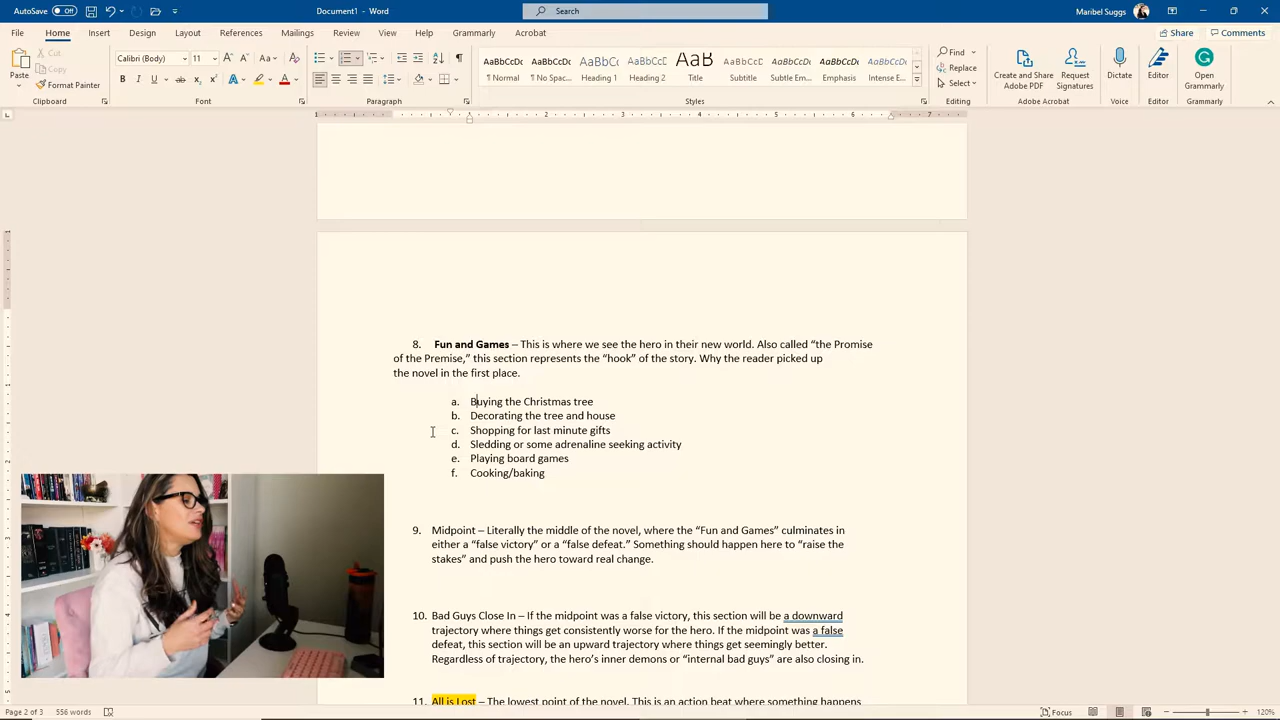 AutoSave Off
Document1 - Word
Search
Maribel Suggs
File Home Insert Design Layout References Mailings Review View Help Grammarly Acrobat
Share Comments
Paste
Cut
Copy
Format Painter
Clipboard
Calibri (Body) 11
Font
Paragraph
AaBbCcDc AaBbCcDc AaBbCc AaBbCcC AaB AaBbCcC AaBbCcDc AaBbCcDc AaBbCcDc
¶ Normal ¶ No Spac... Heading 1 Heading 2 Title Subtitle Subtle Em... Emphasis Intense E...
Styles
Find
Replace
Select
Editing
Create and Share Adobe PDF
Request Signatures
Adobe Acrobat
Dictate
Voice
Editor
Editor
Open Grammarly
Grammarly
8. Fun and Games – This is where we see the hero in their new world. Also called “the Promise
of the Premise,” this section represents the “hook” of the story. Why the reader picked up
the novel in the first place.
a. Buying the Christmas tree
b. Decorating the tree and house
c. Shopping for last minute gifts
d. Sledding or some adrenaline seeking activity
e. Playing board games
f. Cooking/baking
9. Midpoint – Literally the middle of the novel, where the “Fun and Games” culminates in
either a “false victory” or a “false defeat.” Something should happen here to “raise the
stakes” and push the hero toward real change.
10. Bad Guys Close In – If the midpoint was a false victory, this section will be a downward
trajectory where things get consistently worse for the hero. If the midpoint was a false
defeat, this section will be an upward trajectory where things get seemingly better.
Regardless of trajectory, the hero’s inner demons or “internal bad guys” are also closing in.
11. All is Lost – The lowest point of the novel. This is an action beat where something happens
Page 2 of 3 556 words
Focus
120%